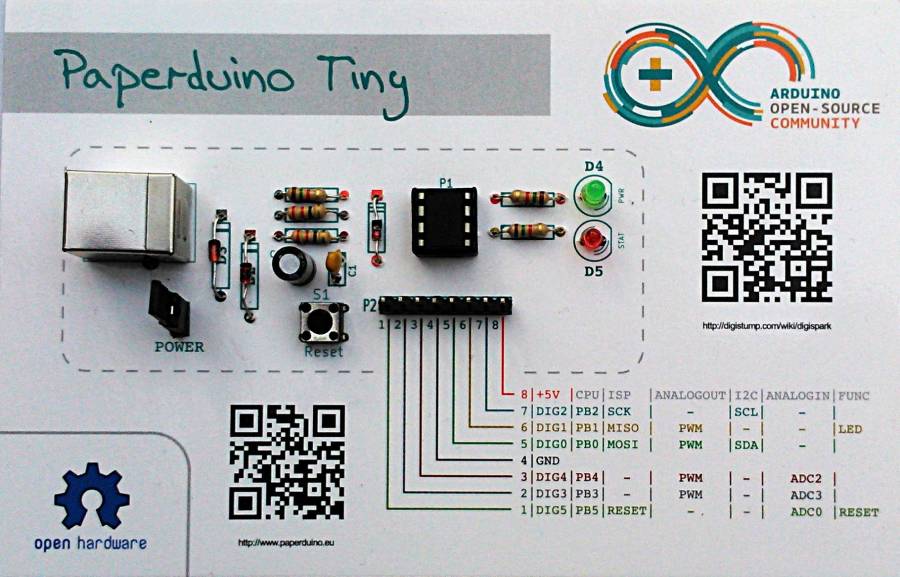 Paperduino Tiny
ARDUINO
OPEN-SOURCE
COMMUNITY
P1
D4
PWR
STAT
D5
C1
S1
Reset
POWER
P2
1 2 3 4 5 6 7 8
http://digistump.com/wiki/digispark
8|+5V |CPU|ISP |ANALOGOUT|I2C|ANALOGIN|FUNC
7|DIG2|PB2|SCK | - |SCL| - |
6|DIG1|PB1|MISO | PWM | - | - |LED
5|DIG0|PB0|MOSI | PWM |SDA| - |
4|GND
3|DIG4|PB4| - | PWM | - | ADC2 |
2|DIG3|PB3| - | PWM | - | ADC3 |
1|DIG5|PB5|RESET| - | - | ADC0 |RESET
open hardware
http://www.paperduino.eu